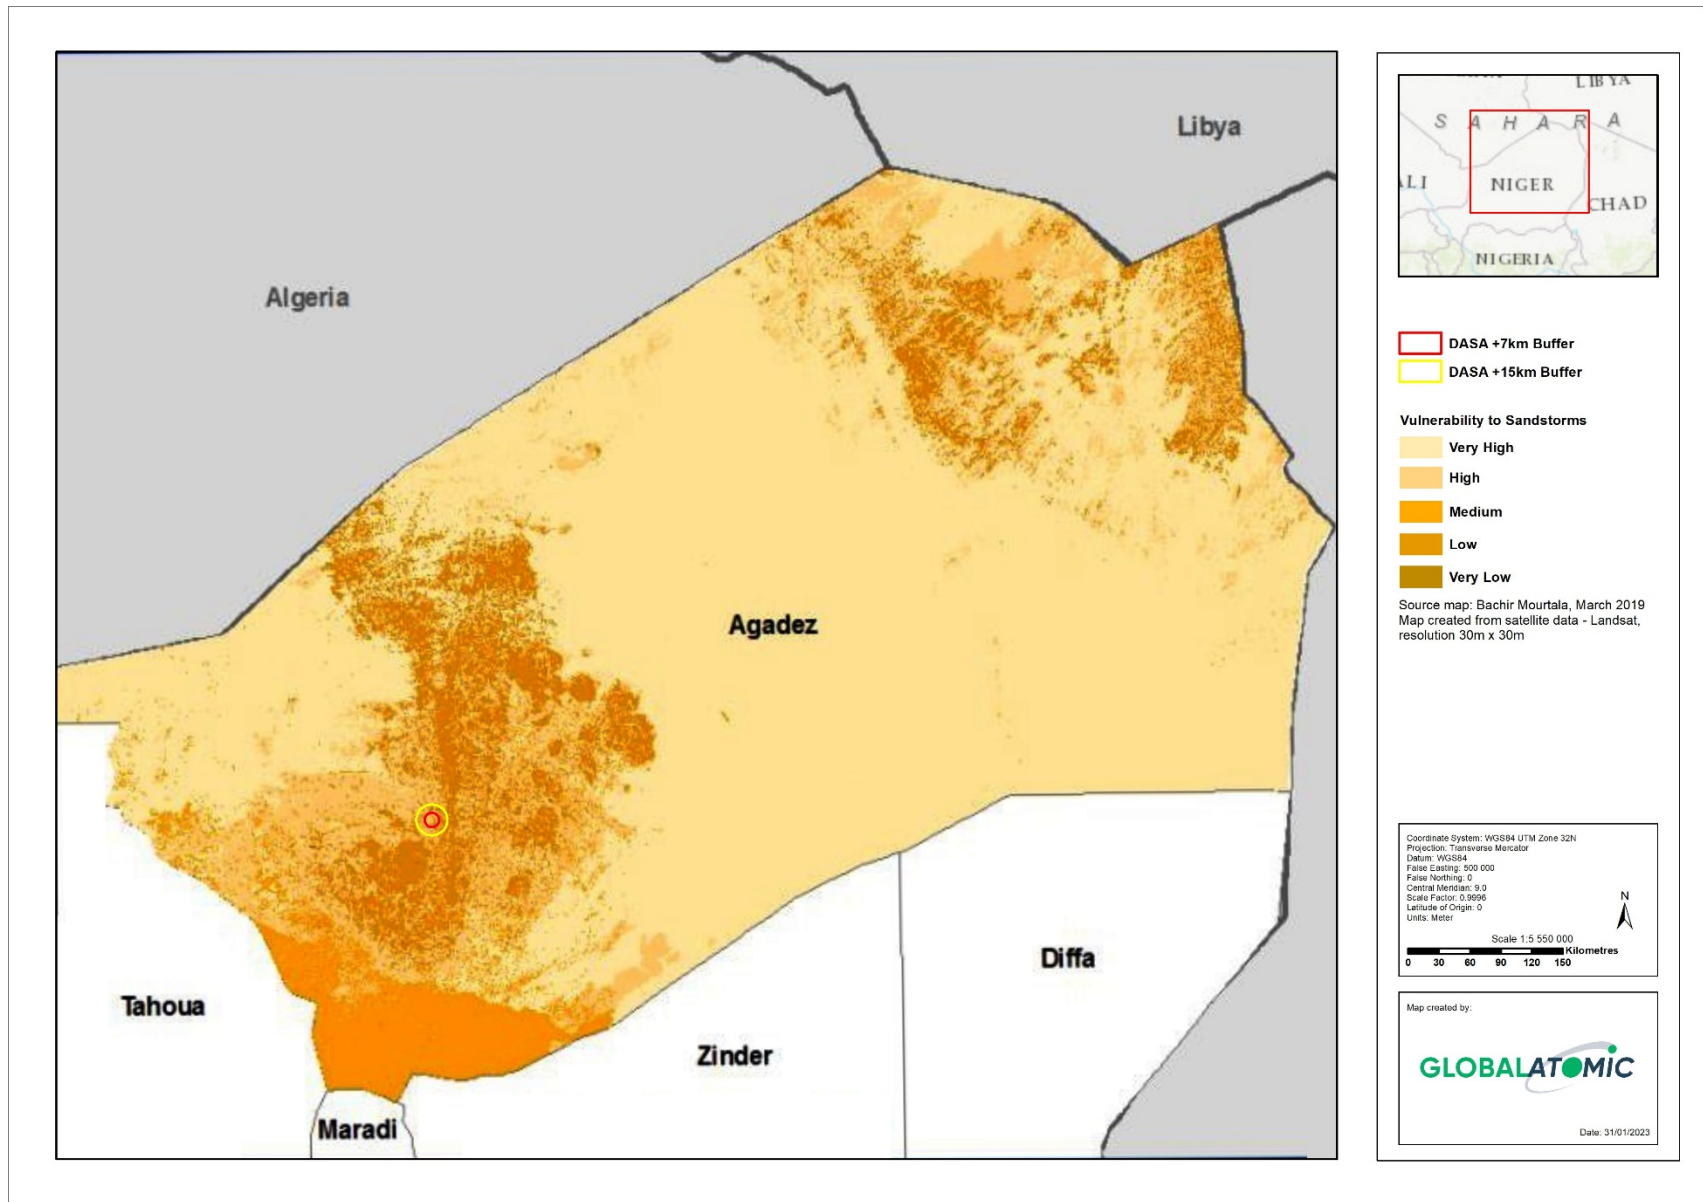 Libya
Algeria
Agadez
Diffa
Tahoua
Zinder
Maradi
LIBYA
S A H A R A
ALI
NIGER
CHAD
NIGERIA
DASA +7km Buffer
DASA +15km Buffer
Vulnerability to Sandstorms
Very High
High
Medium
Low
Very Low
Source map: Bachir Mourtala, March 2019
Map created from satellite data - Landsat,
resolution 30m x 30m
Coordinate System: WGS84 UTM Zone 32N
Projection: Transverse Mercator
Datum: WGS84
False Easting: 500 000
False Northing: 0
Central Meridian: 9.0
Scale Factor: 0.9996
Latitude of Origin: 0
Units: Meter
N
Scale 1:5 550 000
Kilometres
0 30 60 90 120 150
Map created by:
GLOBALATOMIC
Date: 31/01/2023